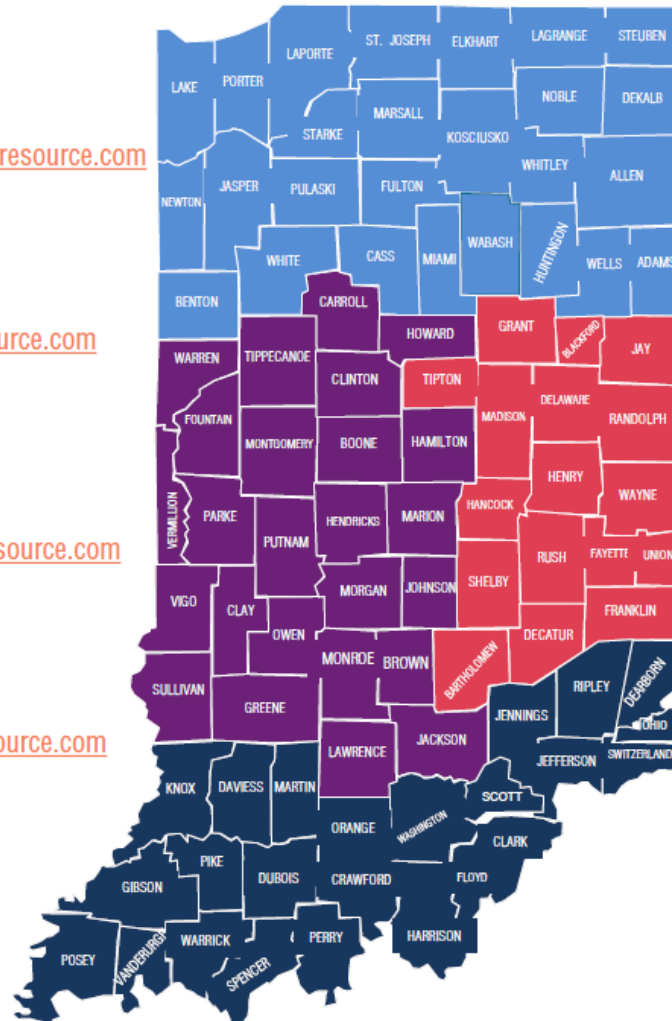 LAGRANGE
STEUBEN
ST. JOSEPH
ELKHART
LAPORTE
PORTER
LAKE
NOBLE
DEKALB
MARSALL
STARKE
KOSCIUSKO
resource.com
WHITLEY
ALLEN
JASPER
PULASKI
FULTON
NEWTON
WABASH
HUNTINGSON
WHITE
CASS
MIAMI
WELLS
ADAMS
BENTON
CARROLL
GRANT
HOWARD
BLACKFORD
urce.com
JAY
WARREN
TIPPECANOE
CLINTON
TIPTON
DELAWARE
MADISON
RANDOLPH
FOUNTAIN
MONTGOMERY
BOONE
HAMILTON
HENRY
WAYNE
HANCOCK
VERMILLION
PARKE
HENDRICKS
MARION
PUTNAM
source.com
RUSH
FAYETTE
UNION
SHELBY
MORGAN
JOHNSON
VIGO
CLAY
FRANKLIN
OWEN
DECATUR
MONROE
BROWN
BARTHOLOMEW
SULLIVAN
RIPLEY
DEARBORN
GREENE
JENNINGS
OHIO
source.com
LAWRENCE
JACKSON
JEFFERSON
SWITZERLAND
KNOX
DAVIESS
MARTIN
SCOTT
ORANGE
WASHINGTON
CLARK
PIKE
GIBSON
DUBOIS
CRAWFORD
FLOYD
WARRICK
PERRY
HARRISON
POSEY
VANDERURGH
SPENCER